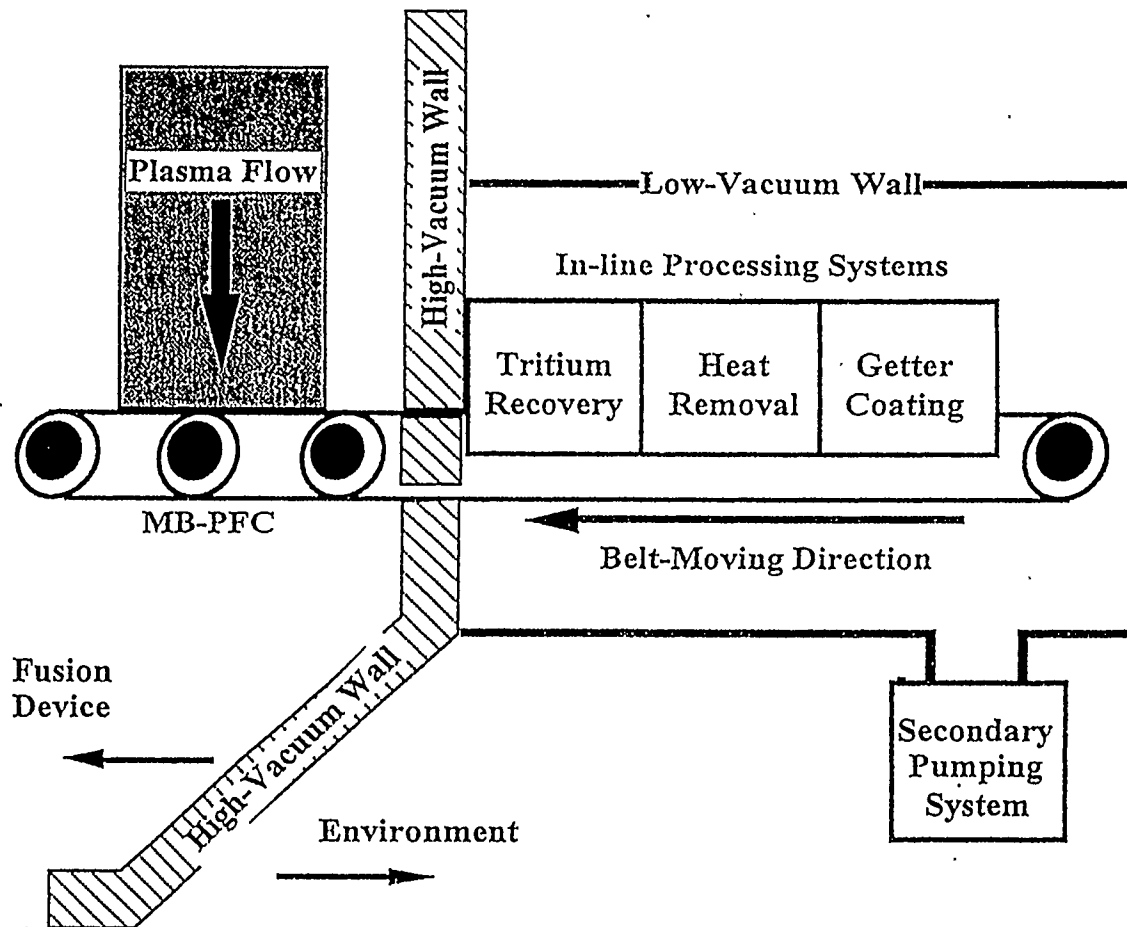 Plasma Flow
High-Vacuum Wall
Low-Vacuum Wall
In-line Processing Systems
Tritium
Recovery
Heat
Removal
Getter
Coating
MB-PFC
Belt-Moving Direction
Fusion
Device
High-Vacuum Wall
Environment
Secondary
Pumping
System